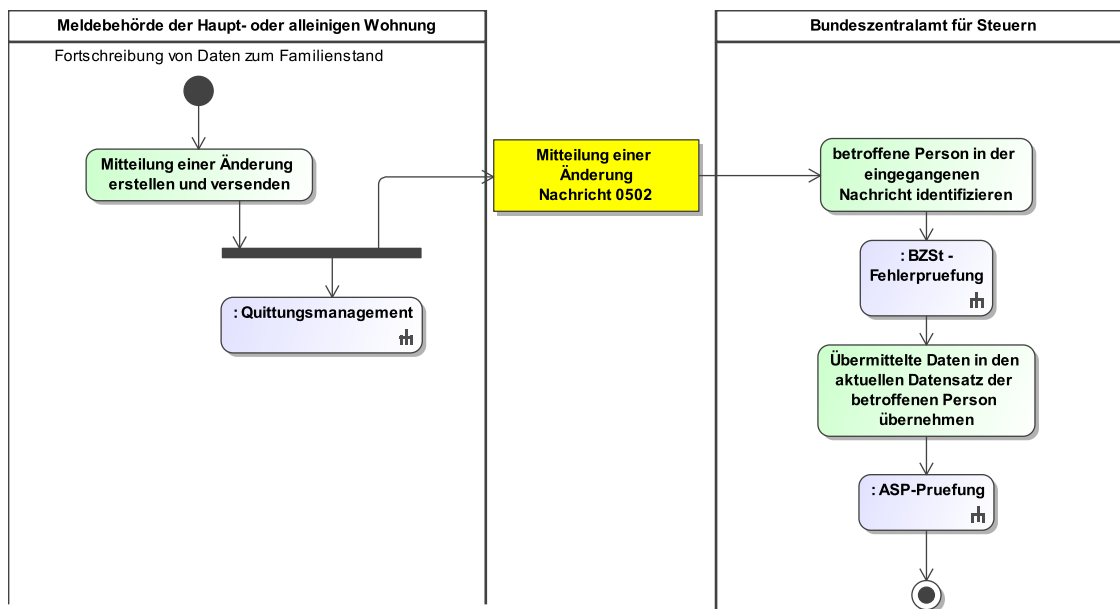 Meldebehörde der Haupt- oder alleinigen Wohnung
Fortschreibung von Daten zum Familienstand
Mitteilung einer Änderung
erstellen und versenden
: Quittungsmanagement
Mitteilung einer
Änderung
Nachricht 0502
Bundeszentralamt für Steuern
betroffene Person in der
eingegangenen
Nachricht identifizieren
: BZSt -
Fehlerpruefung
Übermittelte Daten in den
aktuellen Datensatz der
betroffenen Person
übernehmen
: ASP-Pruefung